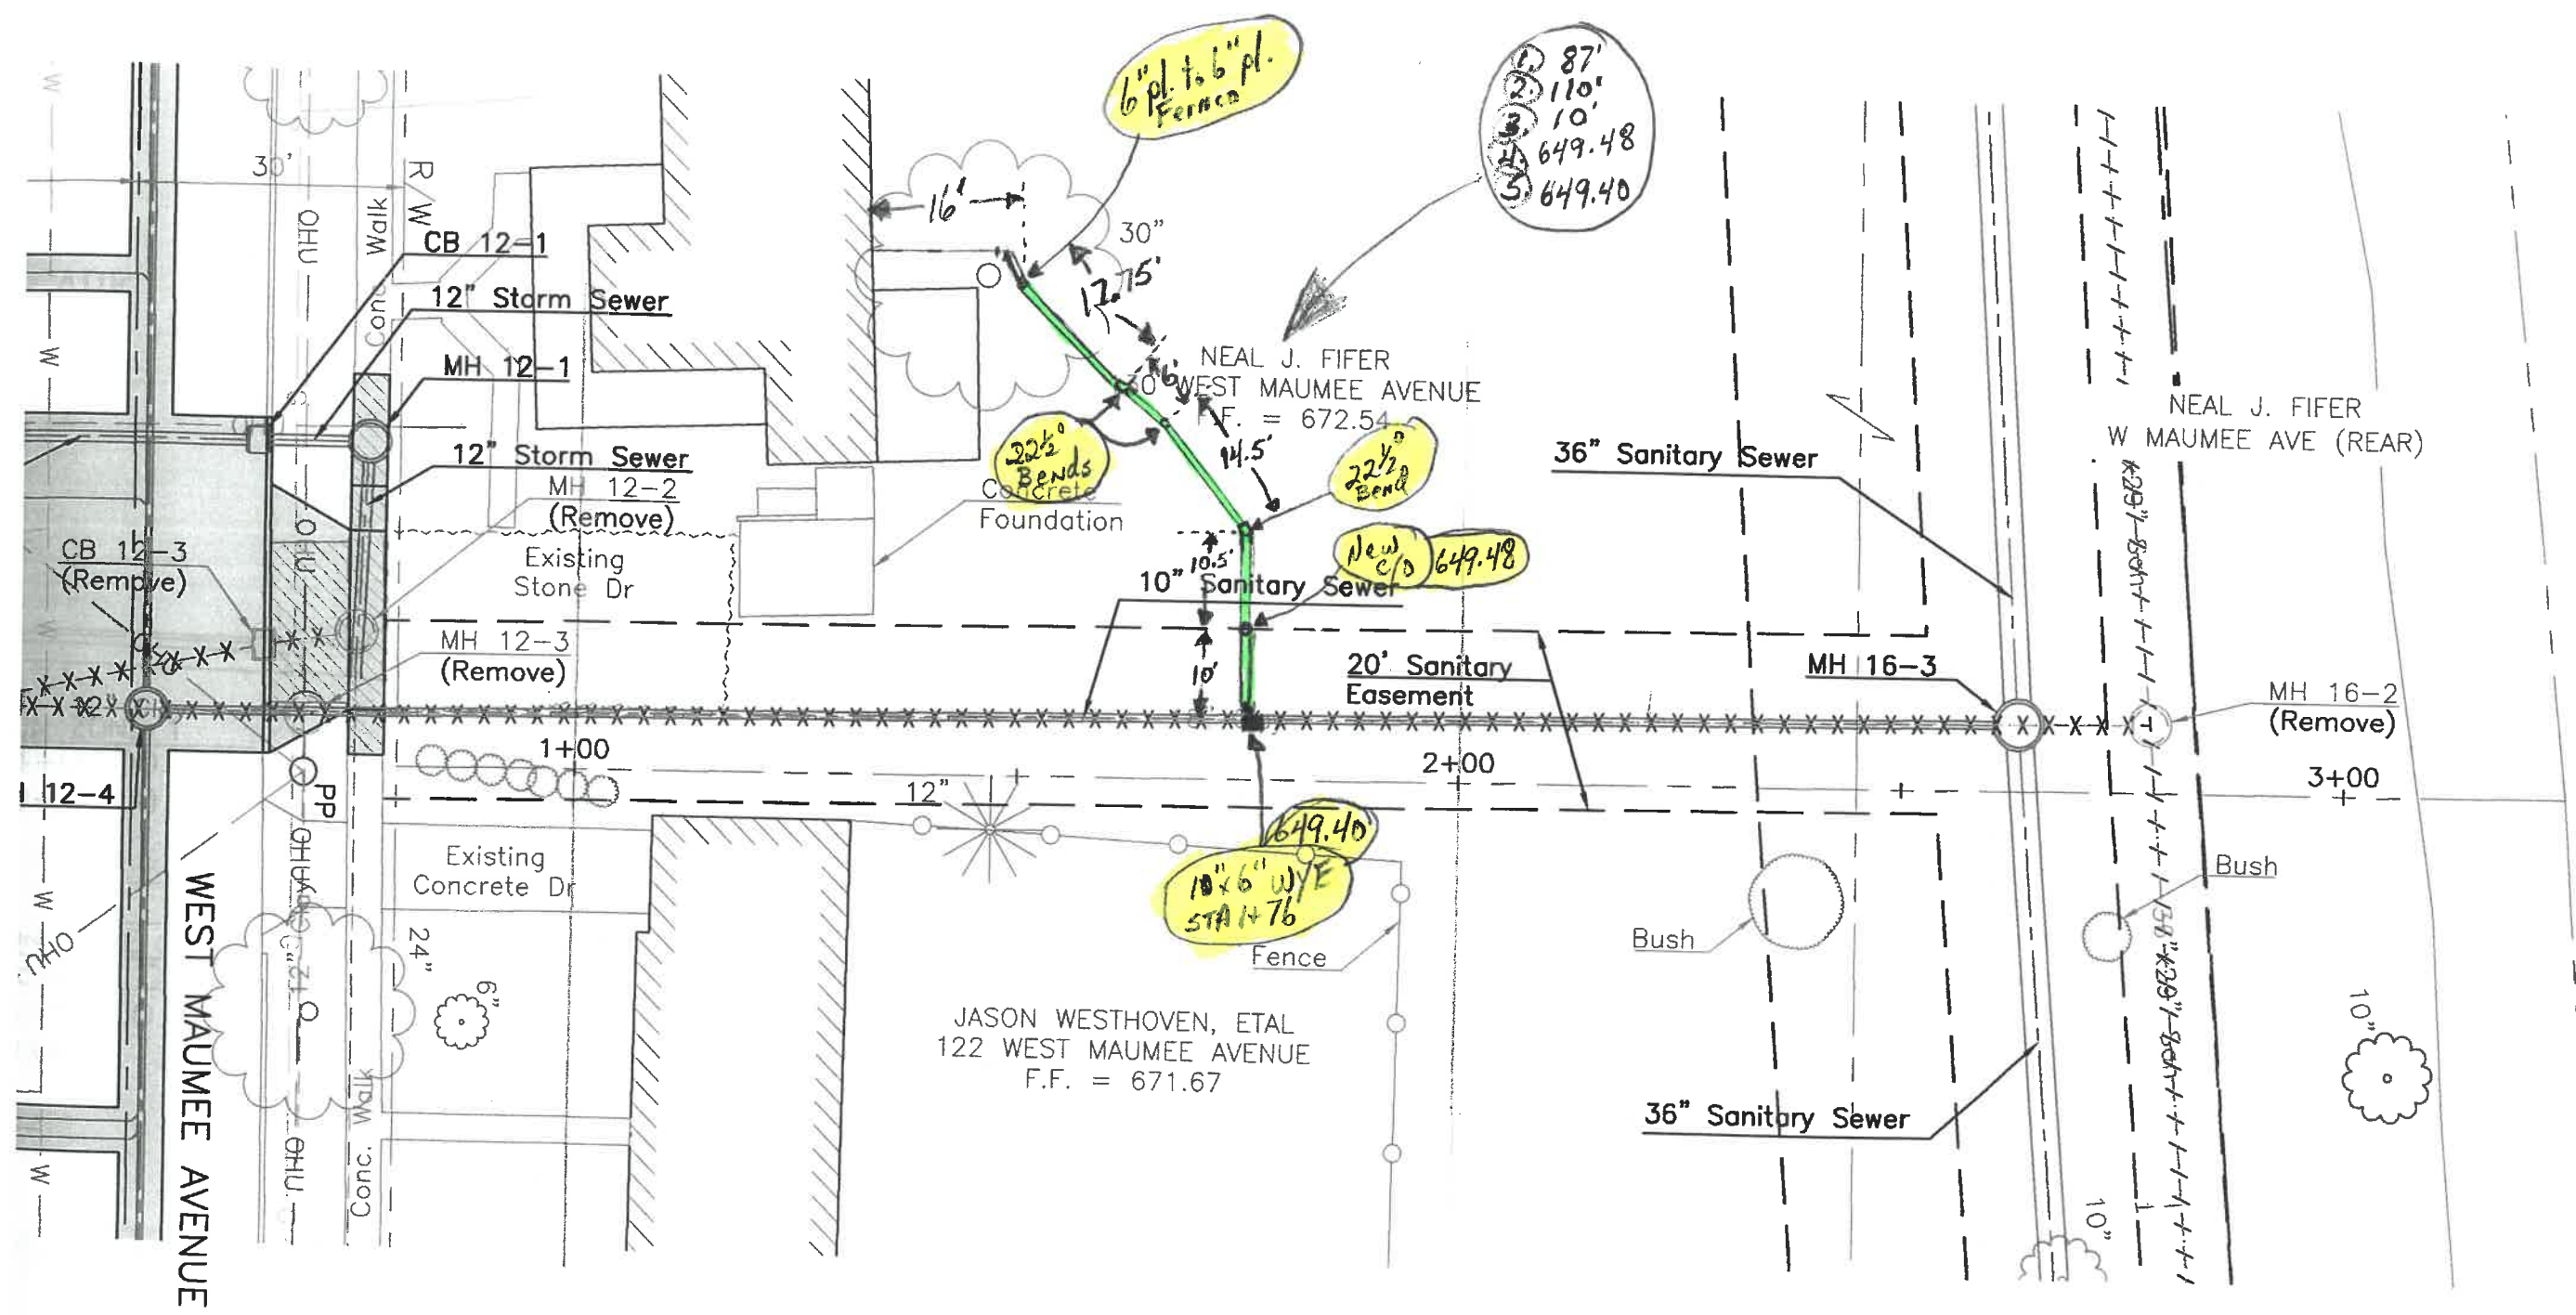 6" pl. to 6" pl.
Fernco
1. 87'
2. 110'
3. 10'
4. 649.48
5. 649.40
W
30'
R/W
OHU
Conc. Walk
16'
30"
17.75'
CB 12-1
12" Storm Sewer
MH 12-1
6'
NEAL J. FIFER
WEST MAUMEE AVENUE
F.F. = 672.54
NEAL J. FIFER
W MAUMEE AVE (REAR)
22½°
Bends
14.5'
22½°
Bend
36" Sanitary Sewer
12" Storm Sewer
MH 12-2
(Remove)
Concrete
Foundation
CB 12-3
(Remove)
Existing
Stone Dr
10.5'
New
C/O
649.48
10" Sanitary Sewer
MH 12-3
(Remove)
10'
20' Sanitary
Easement
MH 16-3
MH 16-2
(Remove)
1+00
2+00
3+00
12-4
PP
12"
649.40
10"x6" WYE
STA 1+76
Existing
Concrete Dr
Bush
Bush
Fence
OHU
WEST MAUMEE AVENUE
24"
6"
12"
JASON WESTHOVEN, ETAL
122 WEST MAUMEE AVENUE
F.F. = 671.67
10"
36" Sanitary Sewer
OHU
Conc. Walk
W
W
10"